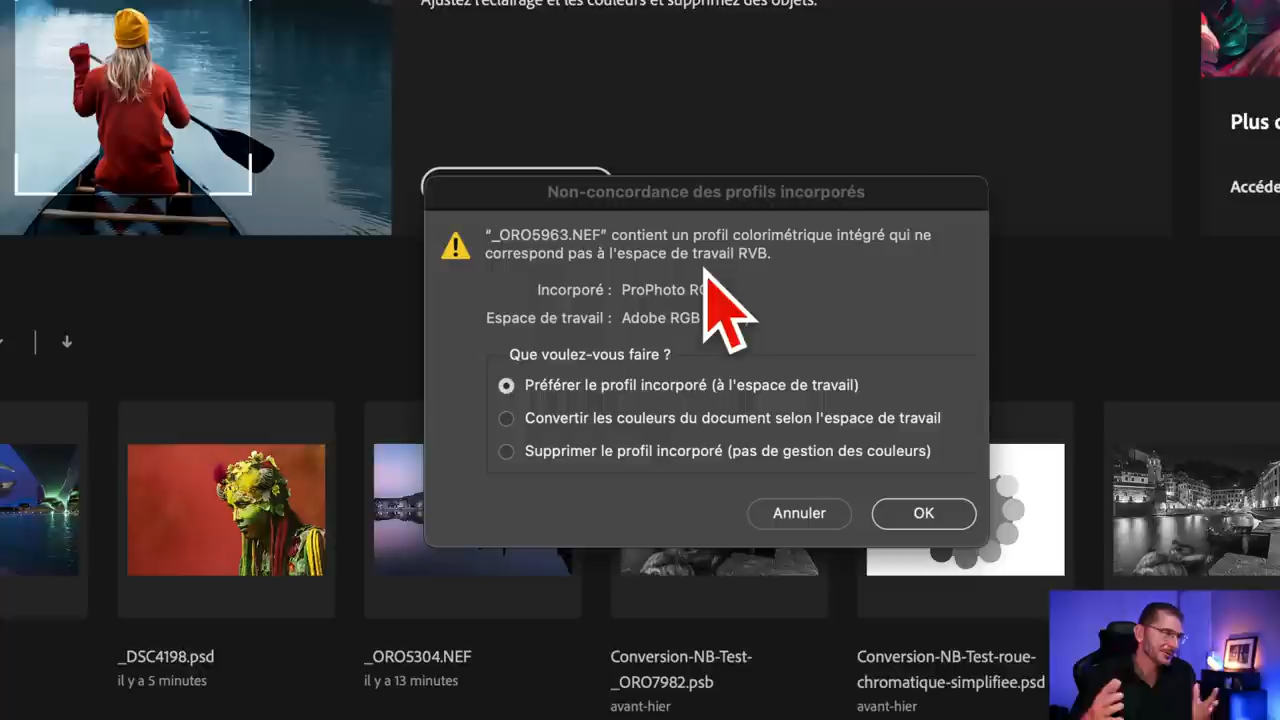 Ajustez l'éclairage et les couleurs et supprimez des objets.
Plus
Non-concordance des profils incorporés
"_ORO5963.NEF" contient un profil colorimétrique intégré qui ne
correspond pas à l'espace de travail RVB.
Incorporé : ProPhoto
Espace de travail : Adobe RGB
Que voulez-vous faire ?
Préférer le profil incorporé (à l'espace de travail)
Convertir les couleurs du document selon l'espace de travail
Supprimer le profil incorporé (pas de gestion des couleurs)
Annuler
OK
_DSC4198.psd
il y a 5 minutes
_ORO5304.NEF
il y a 13 minutes
Conversion-NB-Test-
_ORO7982.psb
avant-hier
Conversion-NB-Test-roue-
chromatique-simplifiee.psd
avant-hier